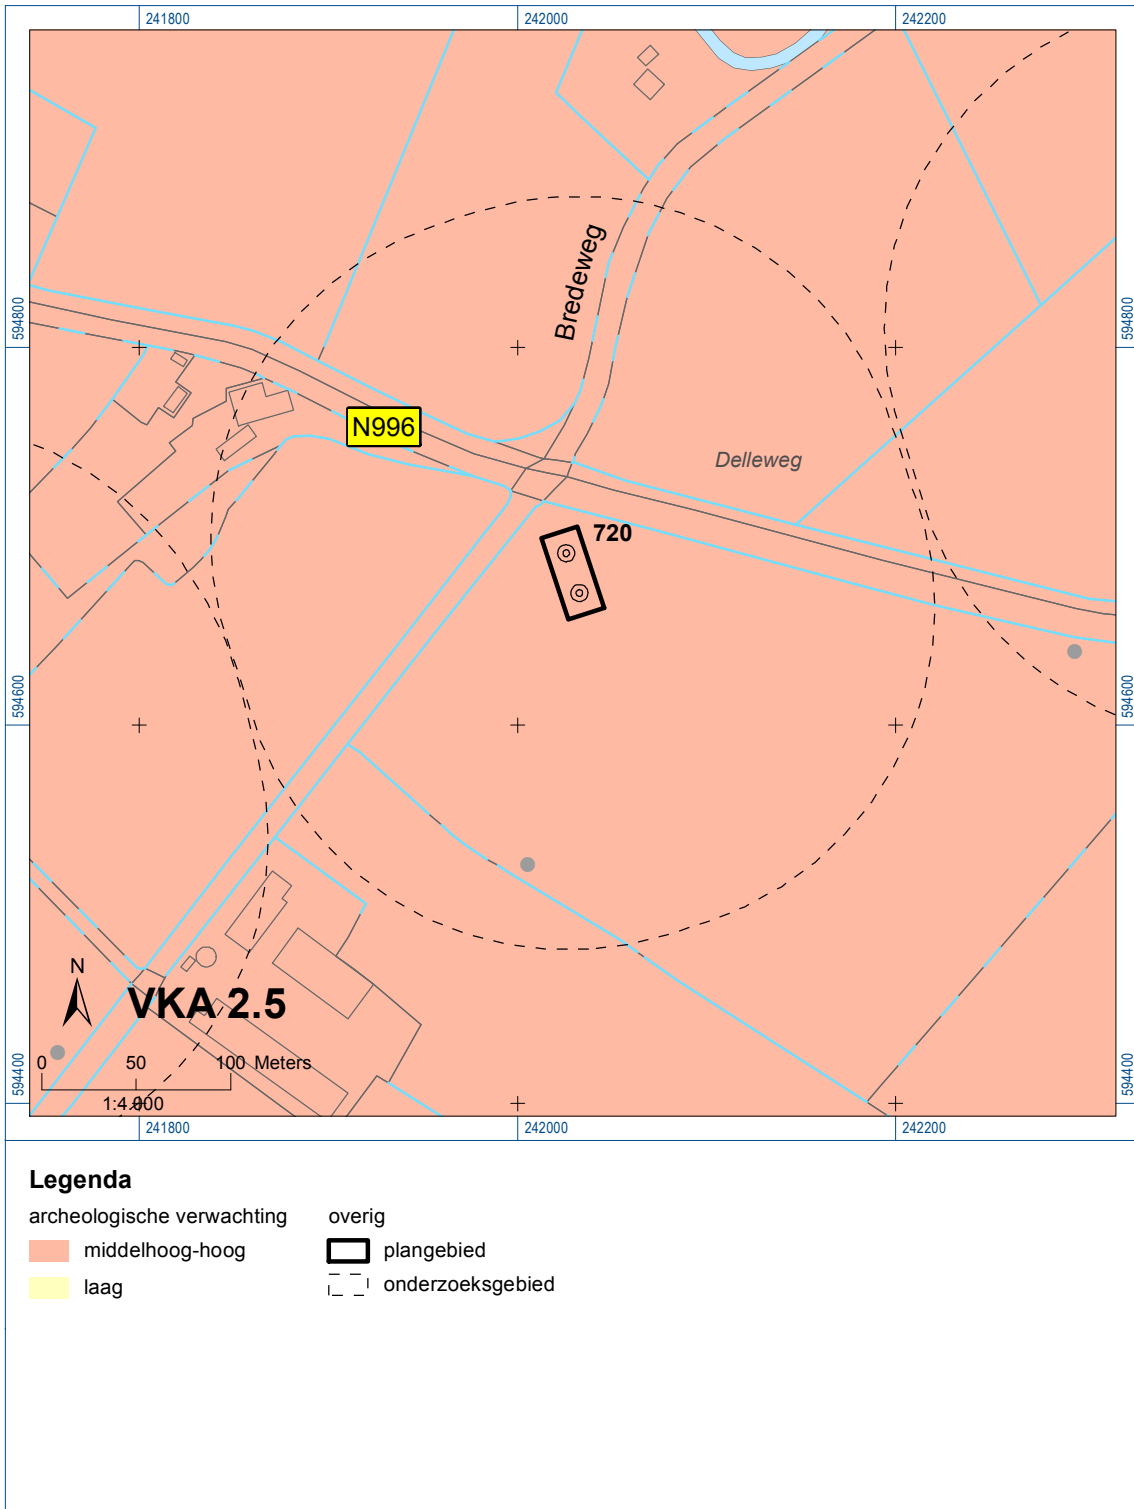 241800 242000 242200
594800 594800
Bredeweg
N996
Delleweg
720
594600 594600
N
VKA 2.5
594400 594400
0 50 100 Meters
1:4.000
241800 242000 242200
Legenda
archeologische verwachting overig
middelhoog-hoog plangebied
laag onderzoeksgebied